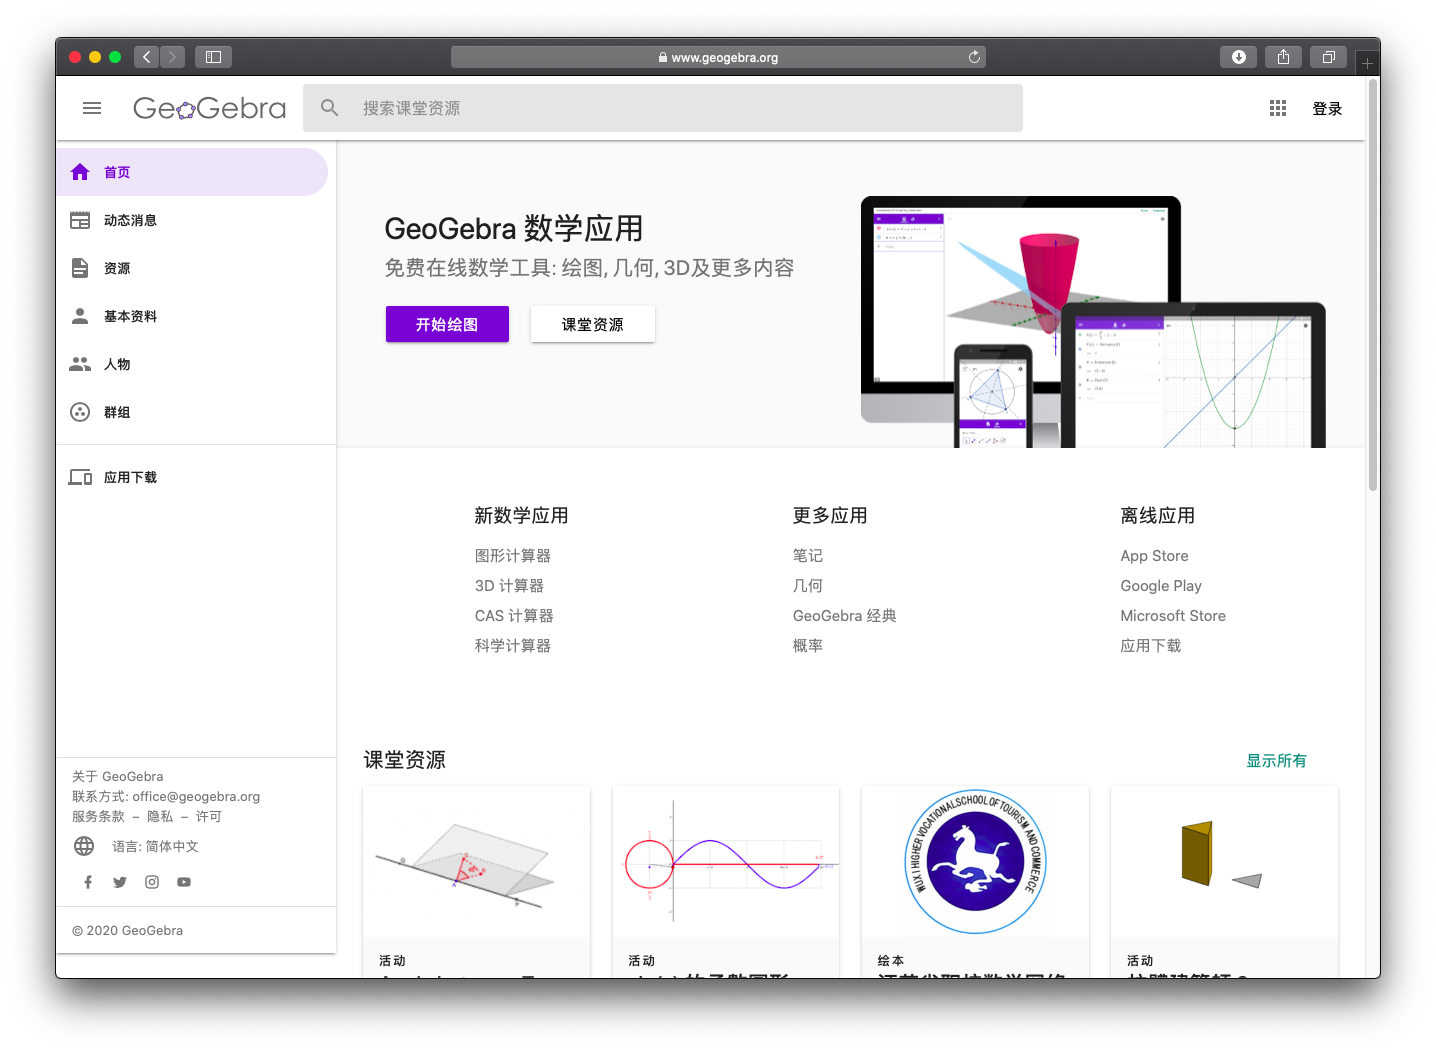 www.geogebra.org
GeoGebra
搜索课堂资源
登录
首页
动态消息
资源
基本资料
人物
群组
应用下载
GeoGebra 数学应用
免费在线数学工具: 绘图, 几何, 3D及更多内容
开始绘图
课堂资源
新数学应用
图形计算器
3D 计算器
CAS 计算器
科学计算器
更多应用
笔记
几何
GeoGebra 经典
概率
离线应用
App Store
Google Play
Microsoft Store
应用下载
课堂资源
显示所有
WUXI HIGHER VOCATIONAL SCHOOL OF TOURISM AND COMMERCE
活动
活动
绘本
活动
关于 GeoGebra
联系方式: office@geogebra.org
服务条款 – 隐私 – 许可
语言: 简体中文
© 2020 GeoGebra